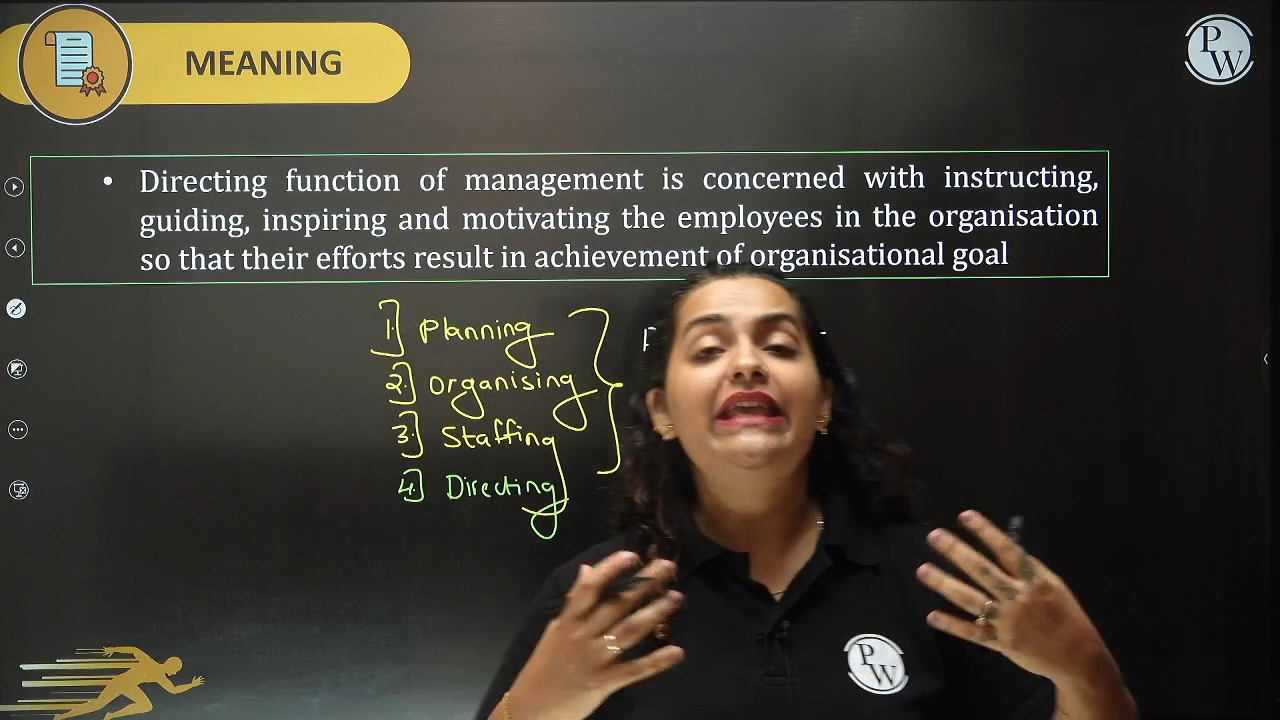 MEANING
PW
• Directing function of management is concerned with instructing,
guiding, inspiring and motivating the employees in the organisation
so that their efforts result in achievement of organisational goal
1.] Planning
2.] Organising
3.] Staffing
4.] Directing
PW